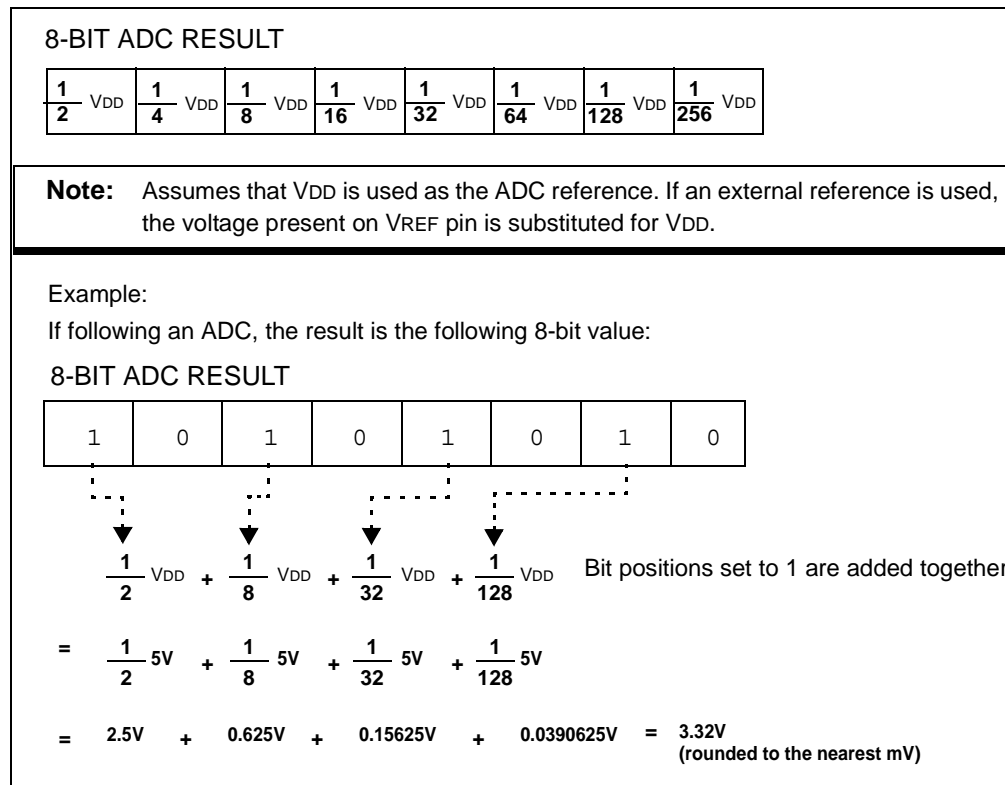 8-BIT ADC RESULT
1/2 VDD 1/4 VDD 1/8 VDD 1/16 VDD 1/32 VDD 1/64 VDD 1/128 VDD 1/256 VDD
Note: Assumes that VDD is used as the ADC reference. If an external reference is used,
the voltage present on VREF pin is substituted for VDD.
Example:
If following an ADC, the result is the following 8-bit value:
8-BIT ADC RESULT
1 0 1 0 1 0 1 0
1/2 VDD + 1/8 VDD + 1/32 VDD + 1/128 VDD Bit positions set to 1 are added together
= 1/2 5V + 1/8 5V + 1/32 5V + 1/128 5V
= 2.5V + 0.625V + 0.15625V + 0.0390625V = 3.32V
(rounded to the nearest mV)